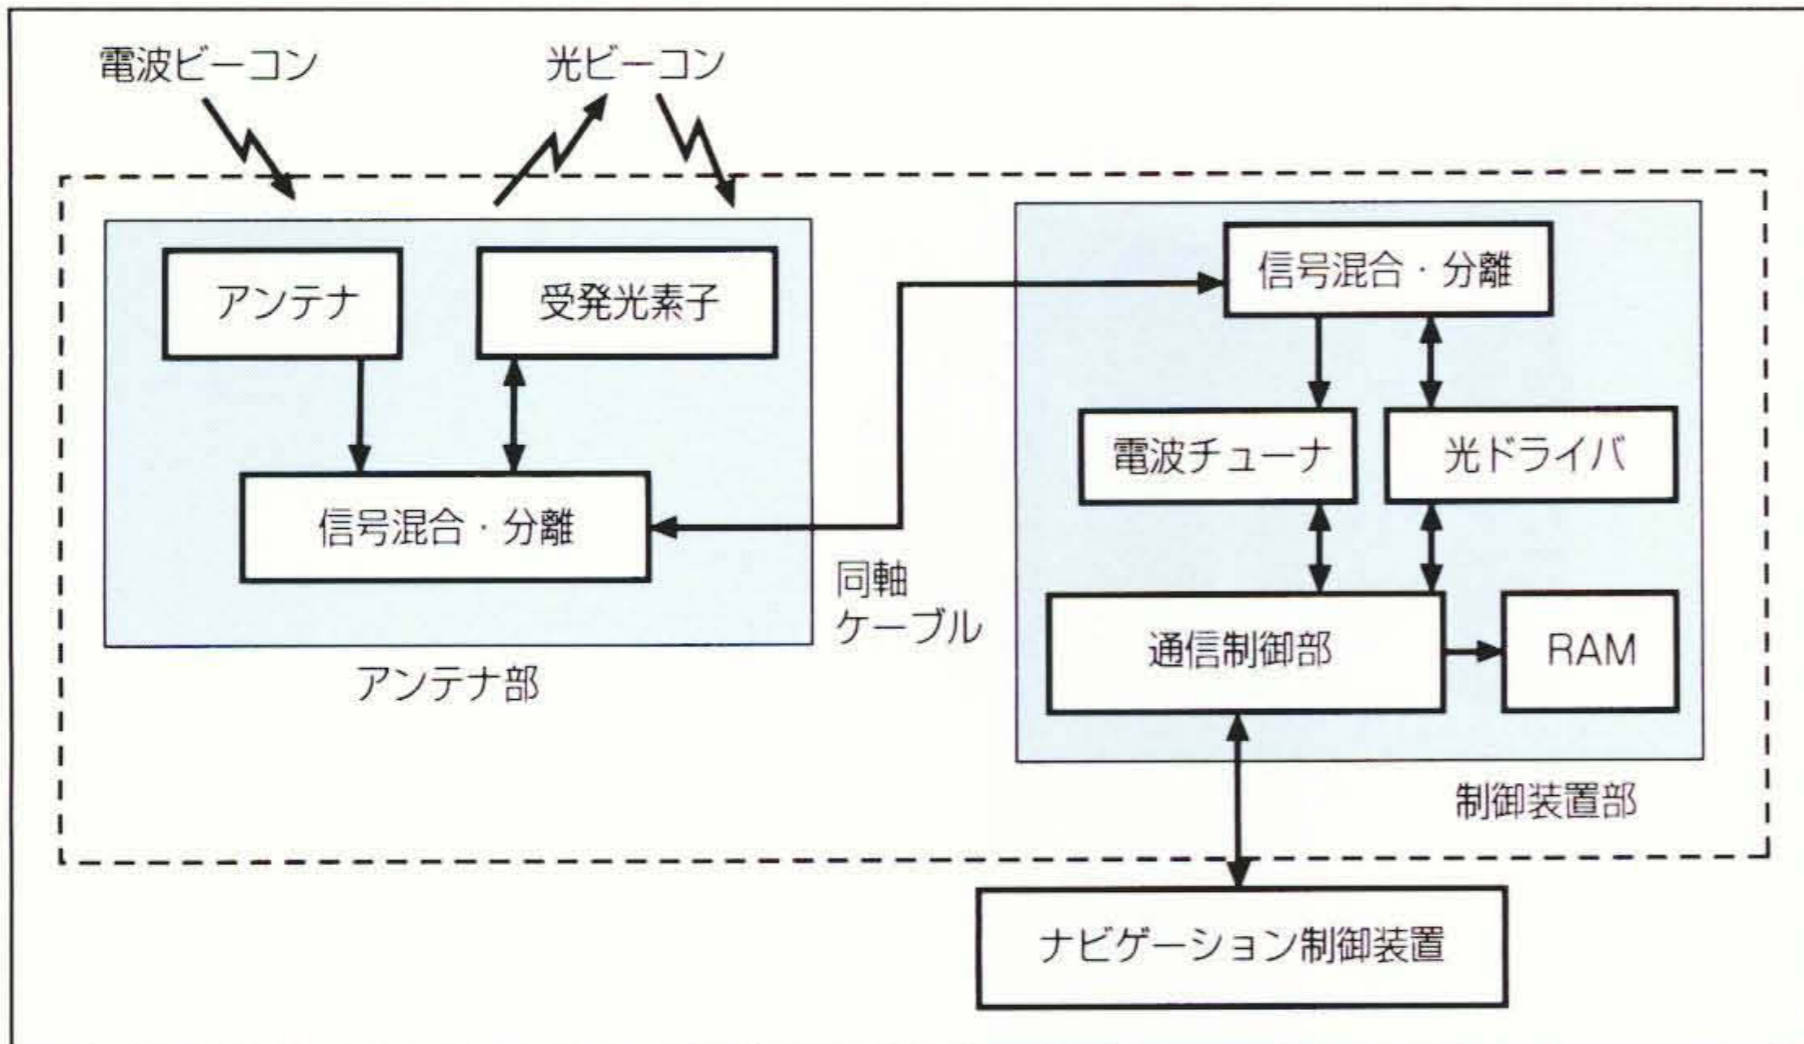 電波ビーコン
光ビーコン
アンテナ
受発光素子
信号混合・分離
アンテナ部
同軸
ケーブル
信号混合・分離
電波チューナ
光ドライバ
通信制御部
RAM
制御装置部
ナビゲーション制御装置